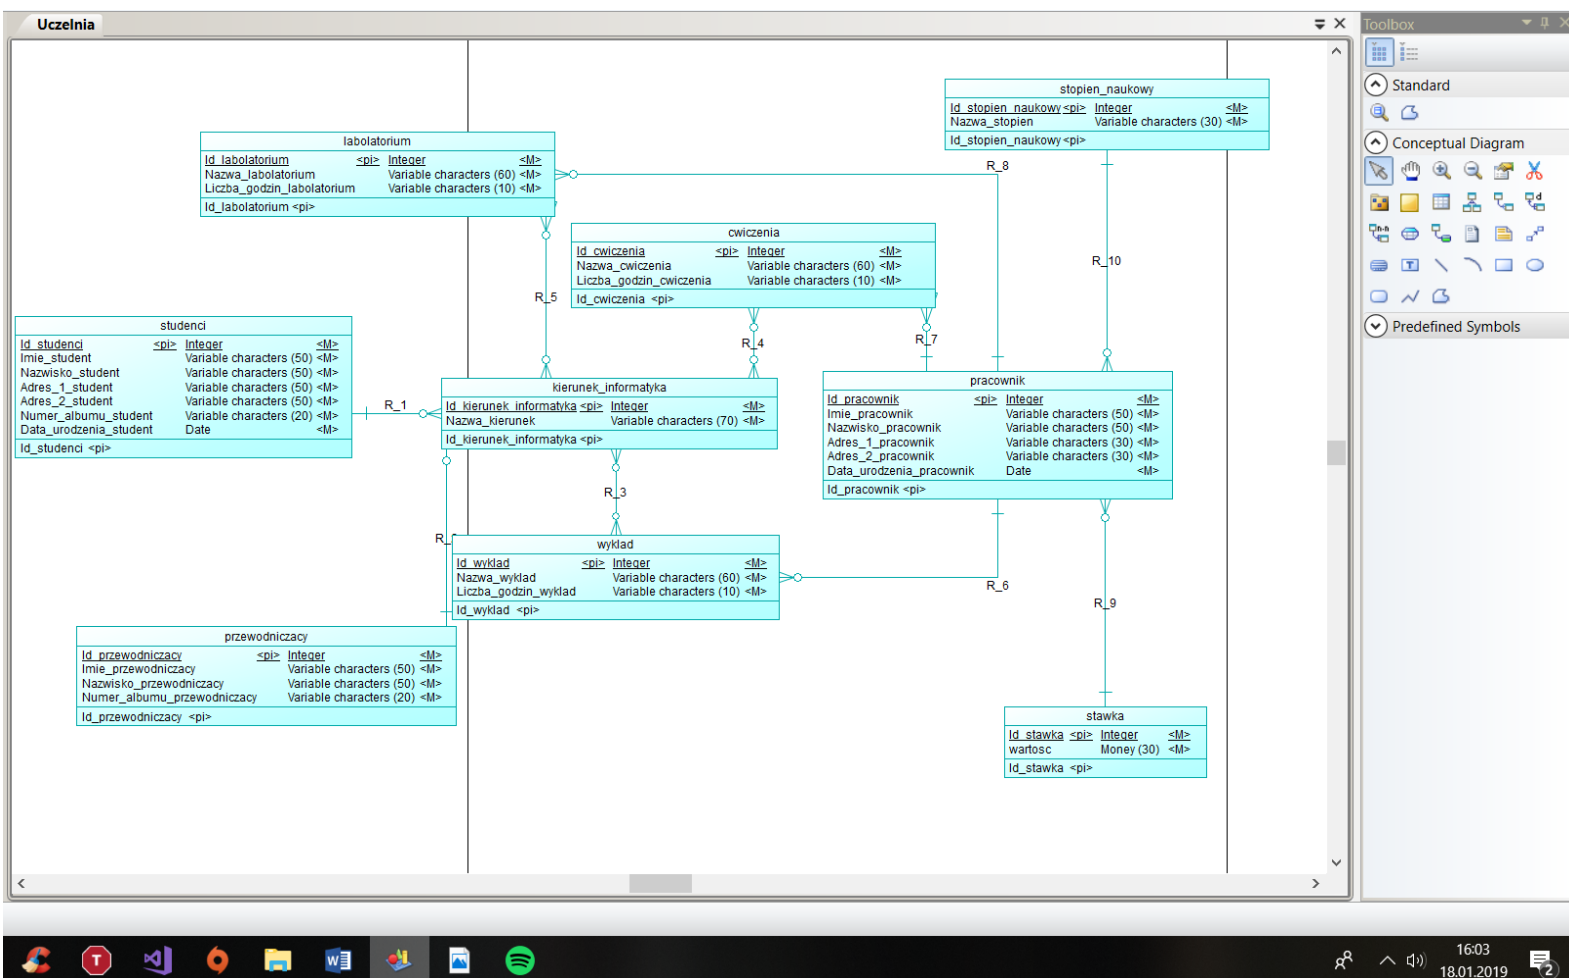 Uczelnia
Toolbox
Standard
Conceptual Diagram
Predefined Symbols
stopien_naukowy
Id_stopien_naukowy <pi> Integer <M>
Nazwa_stopien Variable characters (30) <M>
Id_stopien_naukowy <pi>
labolatorium
Id_labolatorium <pi> Integer <M>
Nazwa_labolatorium Variable characters (60) <M>
Liczba_godzin_labolatorium Variable characters (10) <M>
Id_labolatorium <pi>
R_8
cwiczenia
Id_cwiczenia <pi> Integer <M>
Nazwa_cwiczenia Variable characters (60) <M>
Liczba_godzin_cwiczenia Variable characters (10) <M>
Id_cwiczenia <pi>
R_10
R_5
R_4
R_7
studenci
Id_studenci <pi> Integer <M>
Imie_student Variable characters (50) <M>
Nazwisko_student Variable characters (50) <M>
Adres_1_student Variable characters (50) <M>
Adres_2_student Variable characters (50) <M>
Numer_albumu_student Variable characters (20) <M>
Data_urodzenia_student Date <M>
Id_studenci <pi>
R_1
kierunek_informatyka
Id_kierunek_informatyka <pi> Integer <M>
Nazwa_kierunek Variable characters (70) <M>
Id_kierunek_informatyka <pi>
pracownik
Id_pracownik <pi> Integer <M>
Imie_pracownik Variable characters (50) <M>
Nazwisko_pracownik Variable characters (50) <M>
Adres_1_pracownik Variable characters (30) <M>
Adres_2_pracownik Variable characters (30) <M>
Data_urodzenia_pracownik Date <M>
Id_pracownik <pi>
R_3
wyklad
Id_wyklad <pi> Integer <M>
Nazwa_wyklad Variable characters (60) <M>
Liczba_godzin_wyklad Variable characters (10) <M>
Id_wyklad <pi>
R_6
R_9
przewodniczacy
Id_przewodniczacy <pi> Integer <M>
Imie_przewodniczacy Variable characters (50) <M>
Nazwisko_przewodniczacy Variable characters (50) <M>
Numer_albumu_przewodniczacy Variable characters (20) <M>
Id_przewodniczacy <pi>
stawka
Id_stawka <pi> Integer <M>
wartosc Money (30) <M>
Id_stawka <pi>
16:03
18.01.2019
2